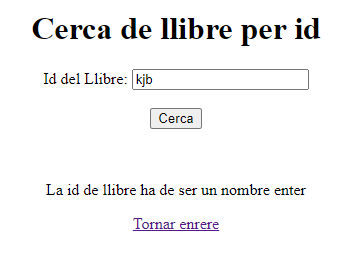 Cerca de llibre per id
Id del Llibre: kjb
Cerca
La id de llibre ha de ser un nombre enter
Tornar enrere